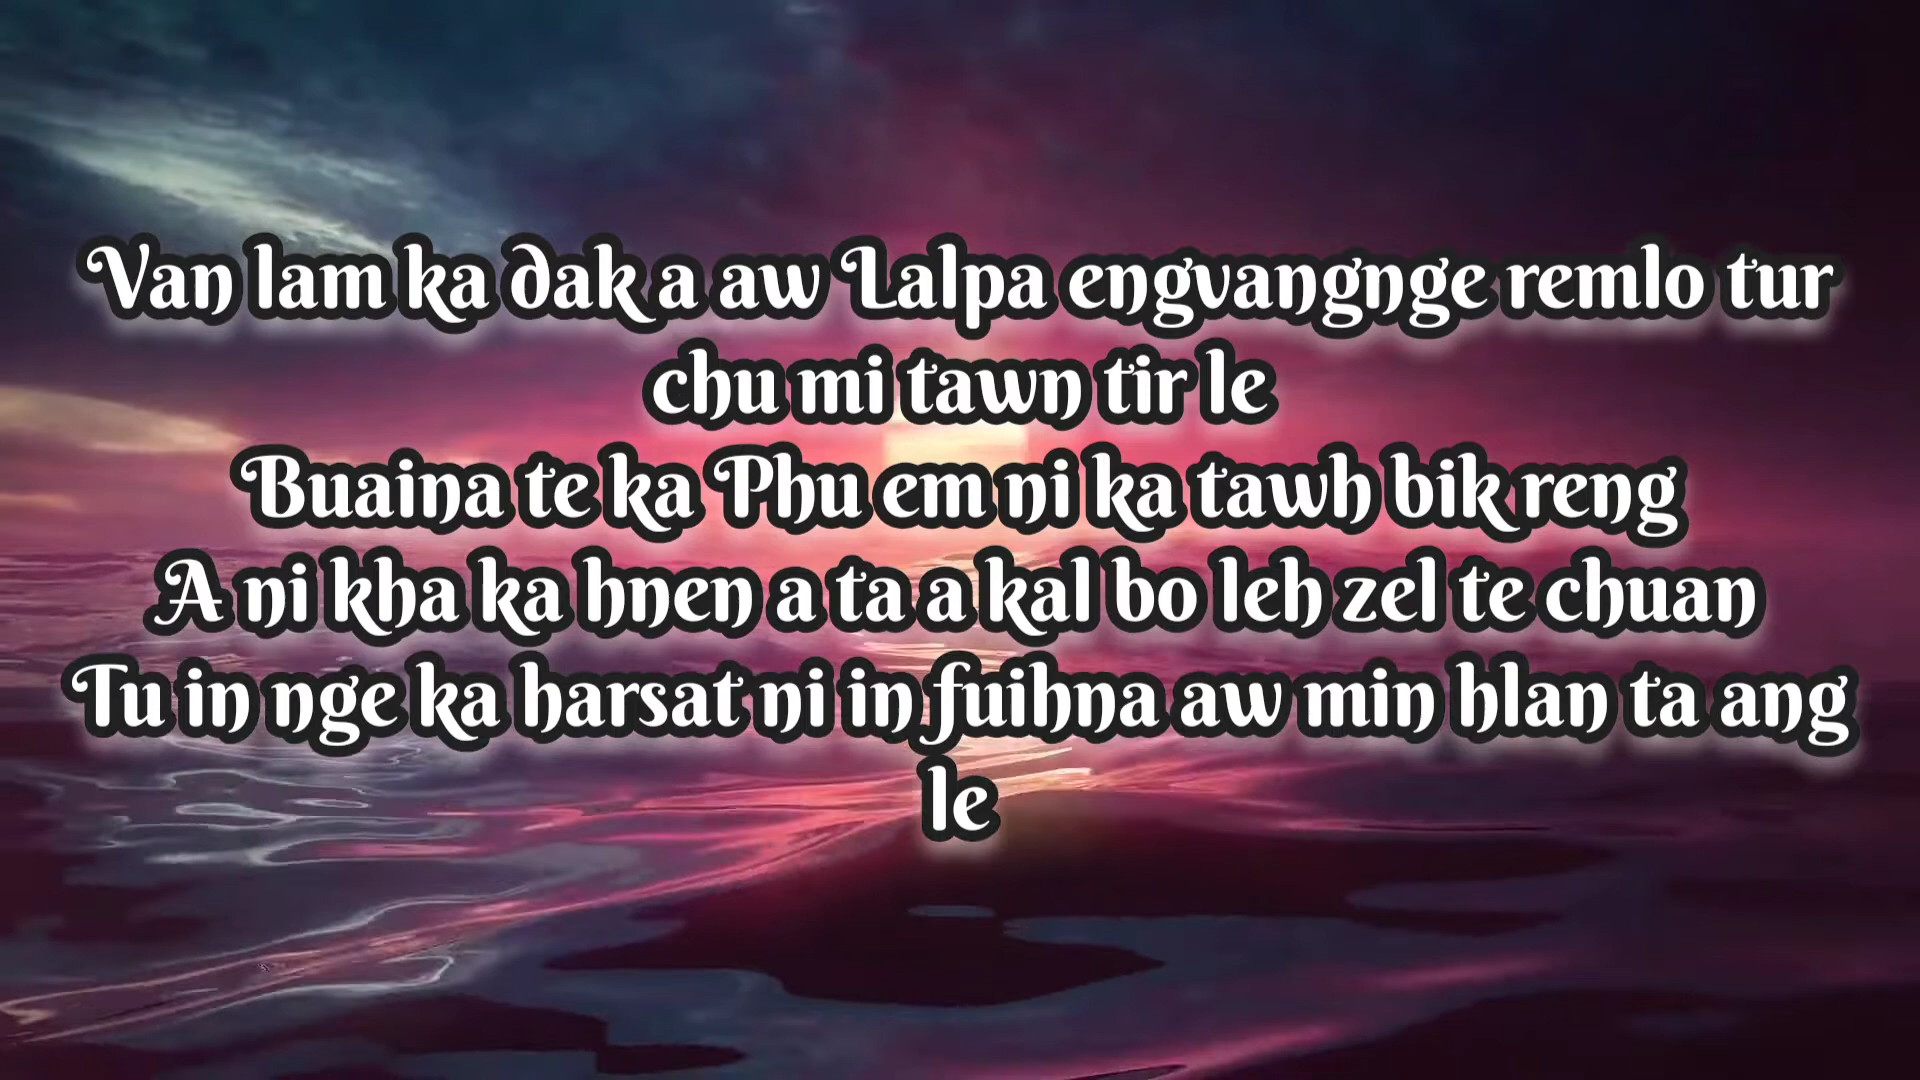 Van lam ka dak a aw Lalpa engvangnge remlo tur
chu mi tawn tir le
Buaina te ka Phu em ni ka tawh bik reng
A ni kha ka hnen a ta a kal bo leh zel te chuan
Tu in nge ka harsat ni in fuihna aw min hlan ta ang
le